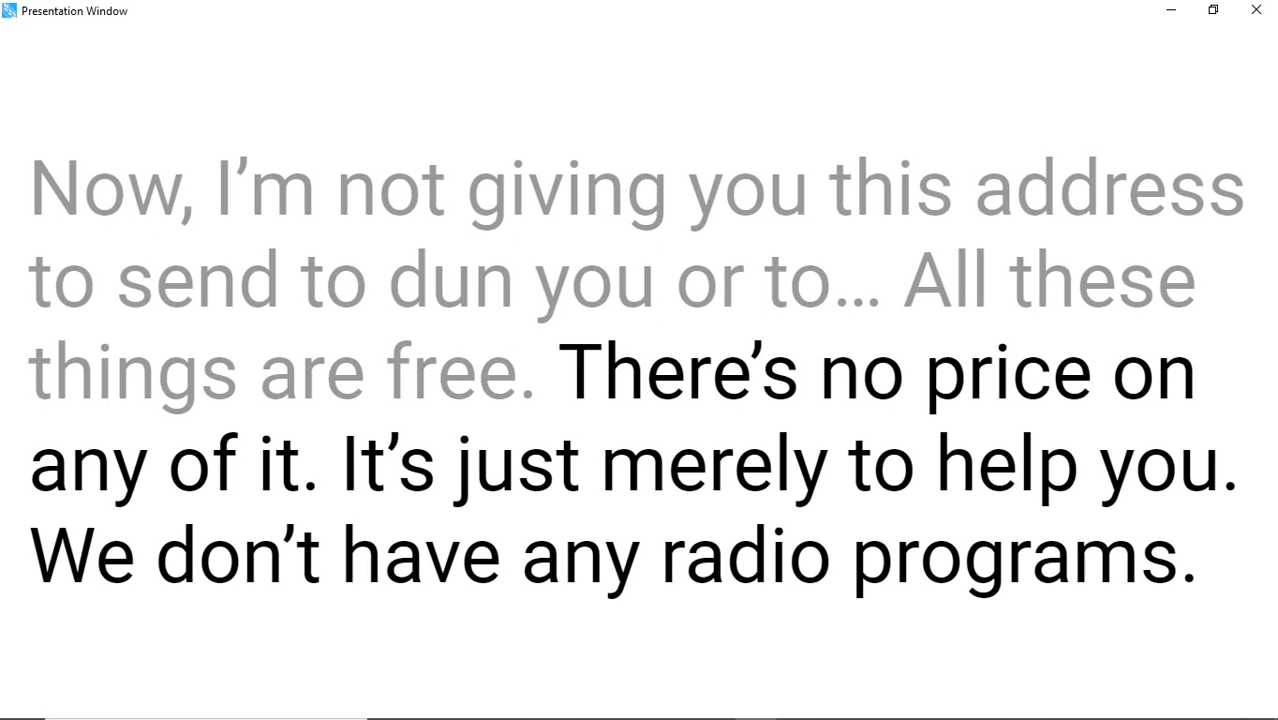 Presentation Window
Now, I’m not giving you this address
to send to dun you or to… All these
things are free. There’s no price on
any of it. It’s just merely to help you.
We don’t have any radio programs.